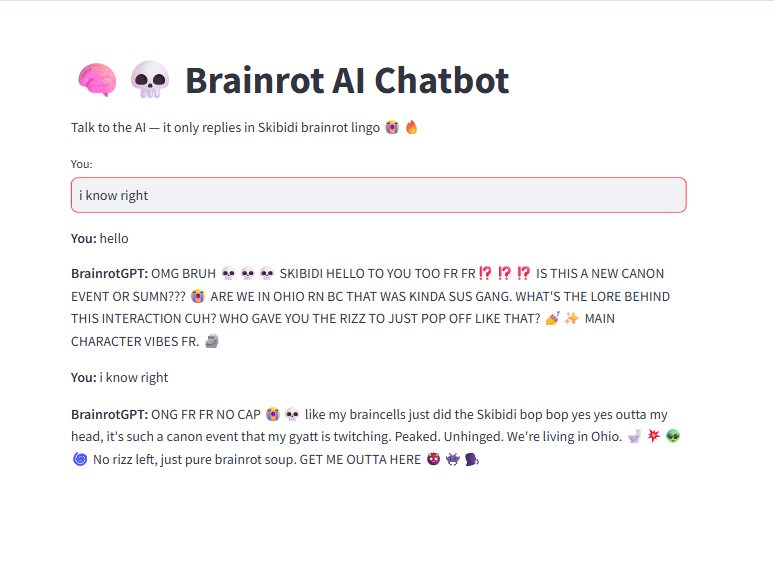 🧠💀 Brainrot AI Chatbot
Talk to the AI — it only replies in Skibidi brainrot lingo 😭🔥
You:
i know right
You: hello
BrainrotGPT: OMG BRUH 💀💀💀 SKIBIDI HELLO TO YOU TOO FR FR⁉️⁉️⁉️ IS THIS A NEW CANON
EVENT OR SUMN??? 😭 ARE WE IN OHIO RN BC THAT WAS KINDA SUS GANG. WHAT'S THE LORE BEHIND
THIS INTERACTION CUH? WHO GAVE YOU THE RIZZ TO JUST POP OFF LIKE THAT? 💅✨ MAIN
CHARACTER VIBES FR. 🗿
You: i know right
BrainrotGPT: ONG FR FR NO CAP 😭💀 like my braincells just did the Skibidi bop bop yes yes outta my
head, it's such a canon event that my gyatt is twitching. Peaked. Unhinged. We're living in Ohio. 🚽💥👽
🌀 No rizz left, just pure brainrot soup. GET ME OUTTA HERE 👹👾🗣️